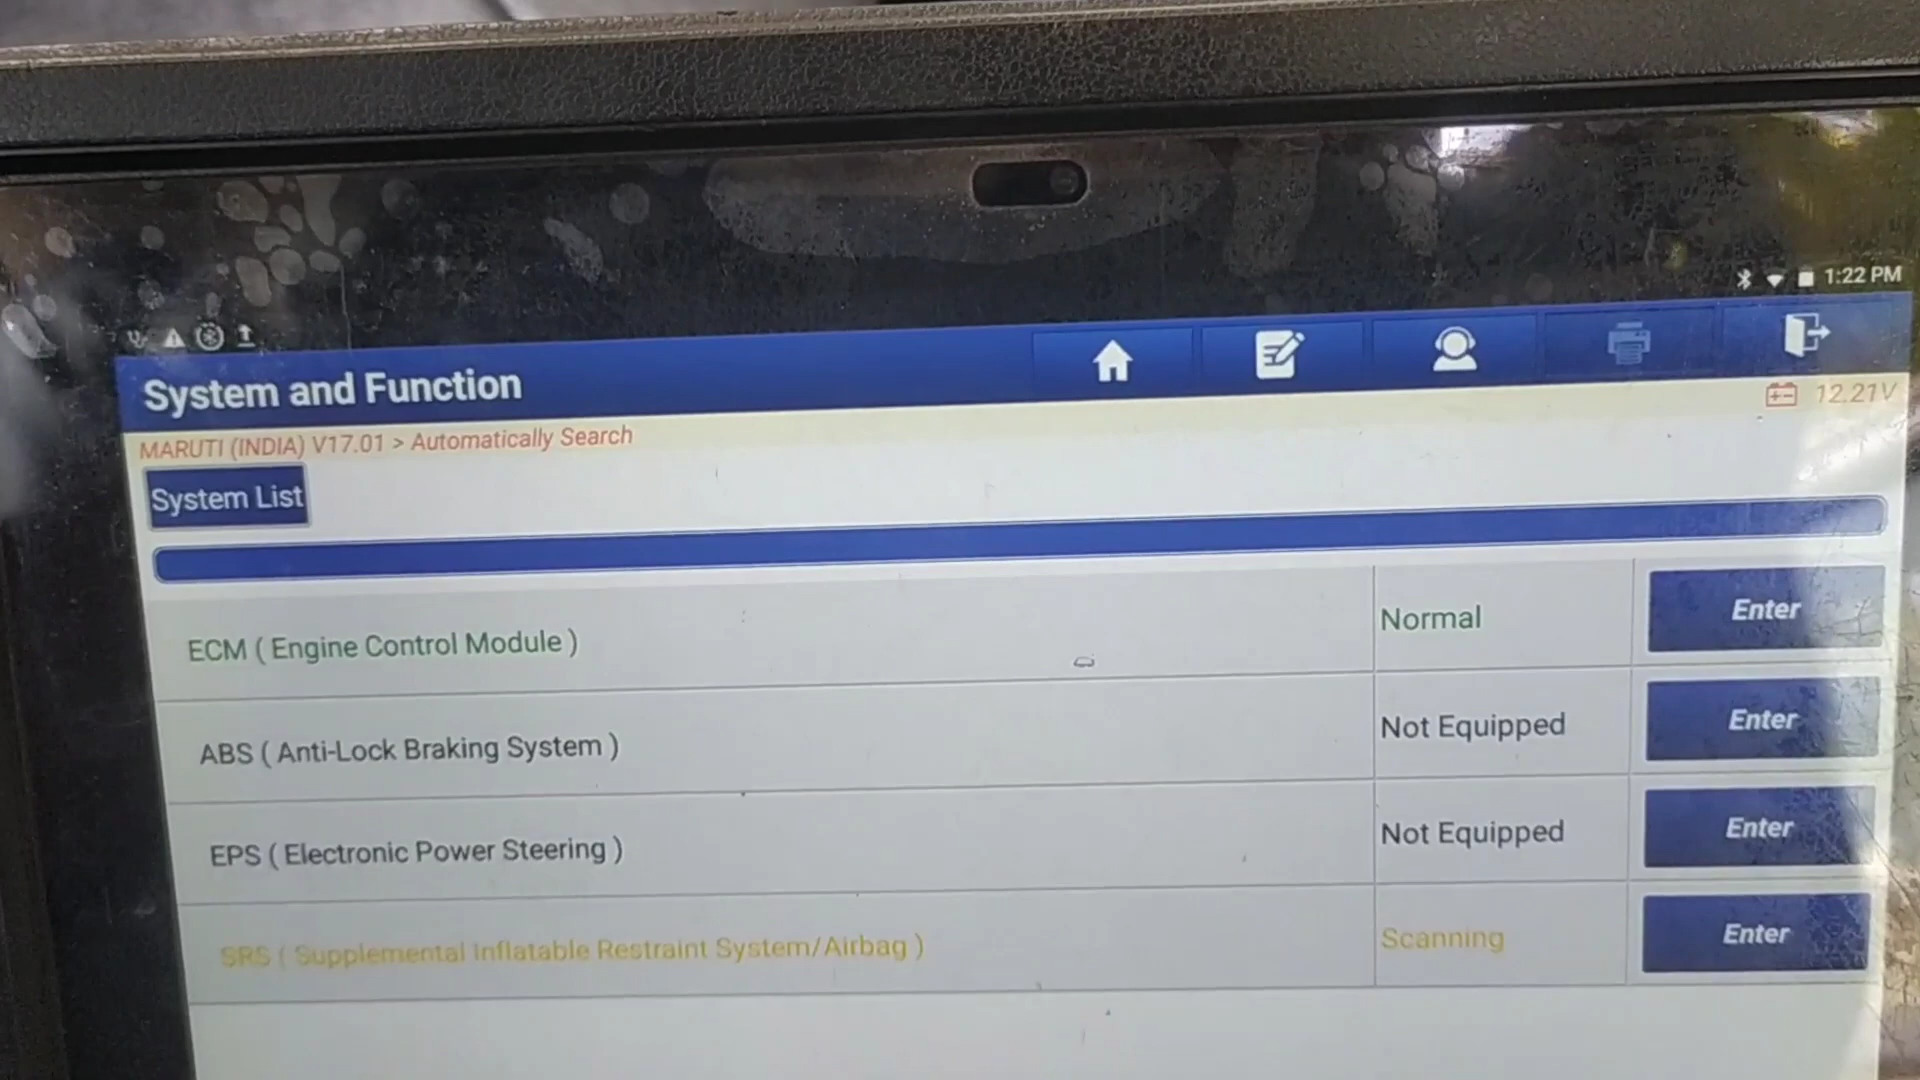 1:22 PM
System and Function
12.21V
MARUTI (INDIA) V17.01 > Automatically Search
System List
ECM ( Engine Control Module ) Normal Enter
ABS ( Anti-Lock Braking System ) Not Equipped Enter
EPS ( Electronic Power Steering ) Not Equipped Enter
SRS ( Supplemental Inflatable Restraint System/Airbag ) Scanning Enter